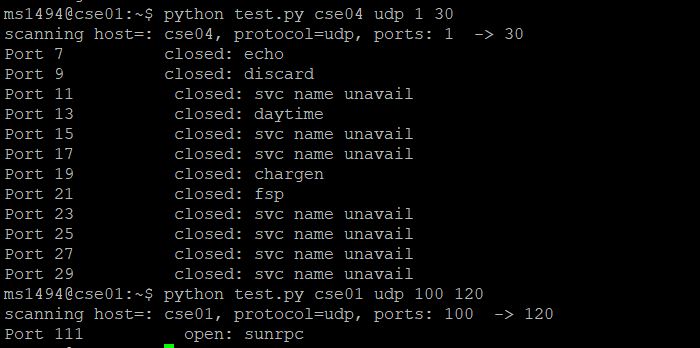 ms1494@cse01:~$ python test.py cse04 udp 1 30
scanning host=: cse04, protocol=udp, ports: 1  -> 30
Port 7          closed: echo
Port 9          closed: discard
Port 11          closed: svc name unavail
Port 13          closed: daytime
Port 15          closed: svc name unavail
Port 17          closed: svc name unavail
Port 19          closed: chargen
Port 21          closed: fsp
Port 23          closed: svc name unavail
Port 25          closed: svc name unavail
Port 27          closed: svc name unavail
Port 29          closed: svc name unavail
ms1494@cse01:~$ python test.py cse01 udp 100 120
scanning host=: cse01, protocol=udp, ports: 100  -> 120
Port 111          open: sunrpc